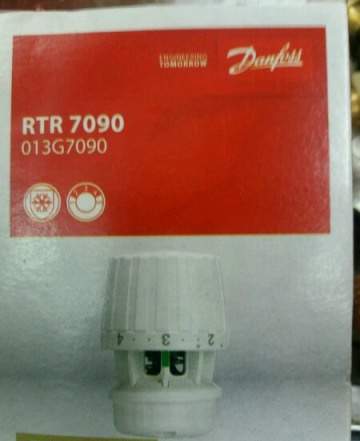 ENGINEERING
TOMORROW
Danfoss
RTR 7090
013G7090
4 3 2